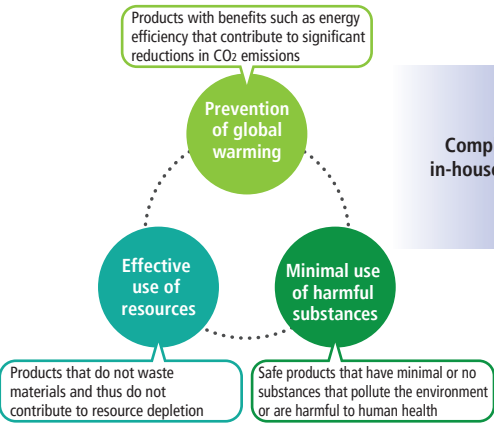 Products with benefits such as energy
efficiency that contribute to significant
reductions in CO₂ emissions
Prevention
of global
warming
Comp
in-house
Effective
use of
resources
Minimal use
of harmful
substances
Products that do not waste
materials and thus do not
contribute to resource depletion
Safe products that have minimal or no
substances that pollute the environment
or are harmful to human health